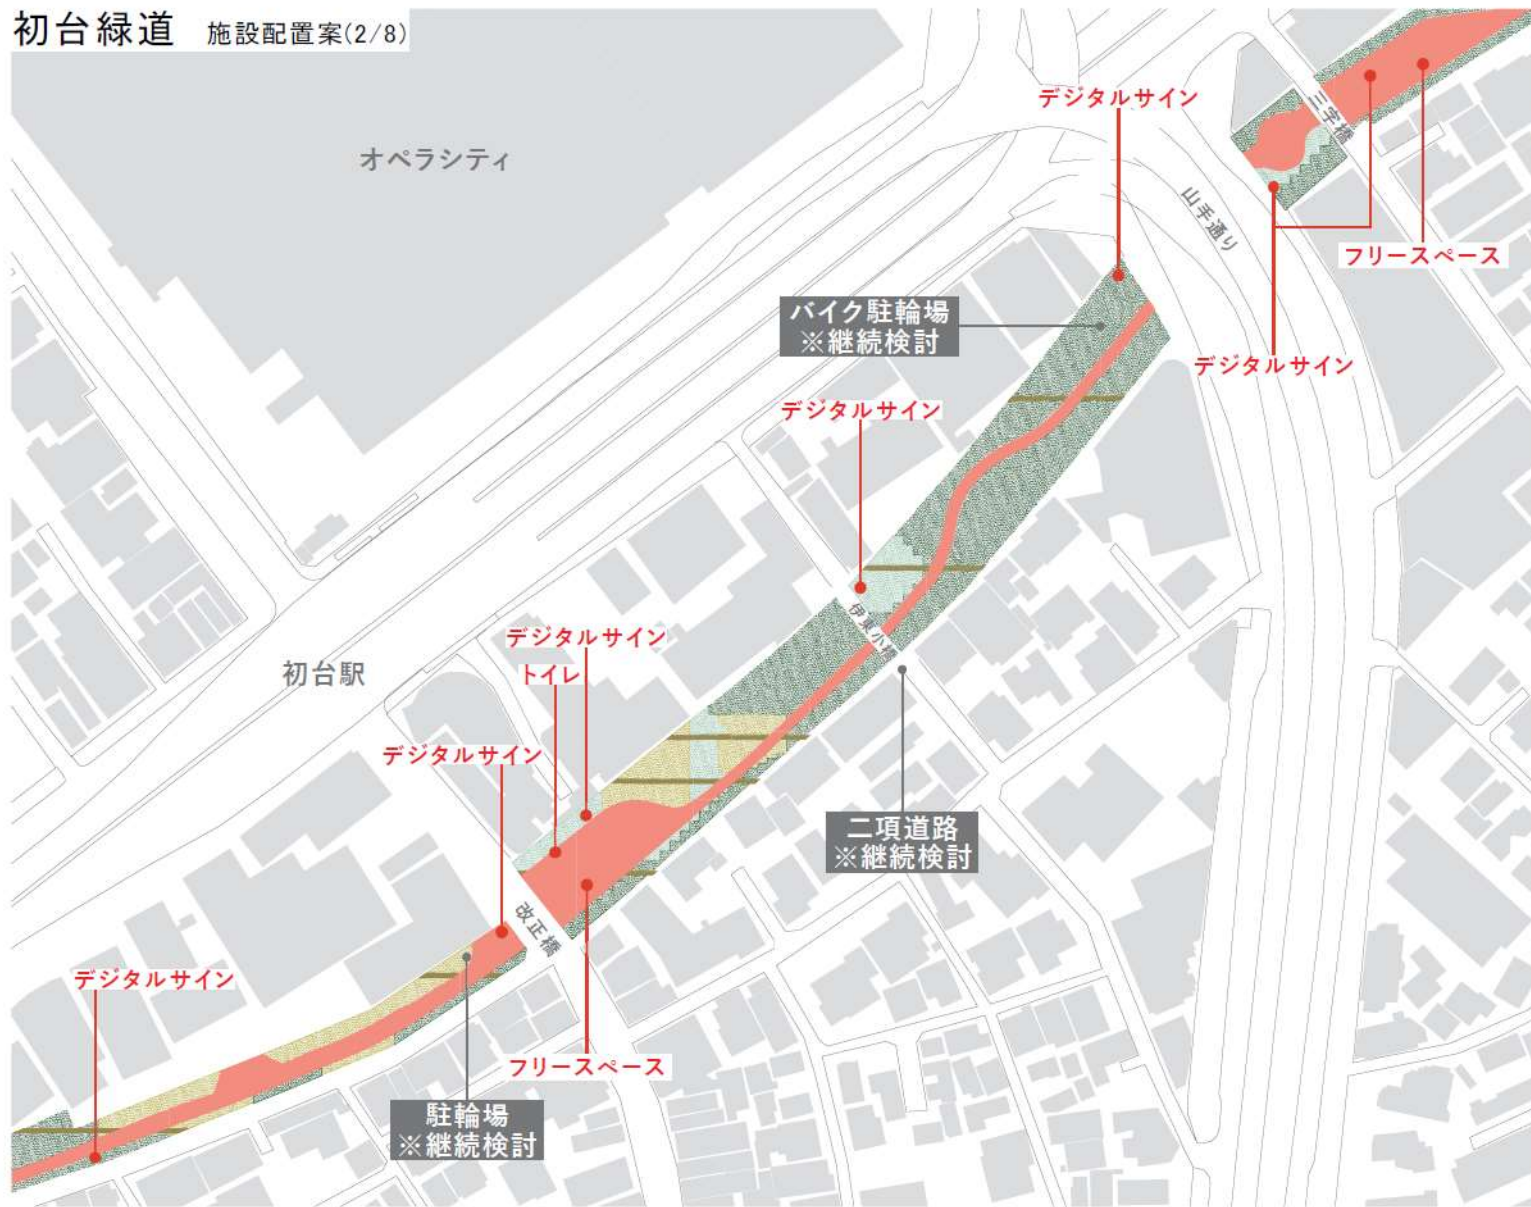 初台緑道 施設配置案(2/8)
デジタルサイン
三字橋
オペラシティ
山手通り
フリースペース
バイク駐輪場
※継続検討
デジタルサイン
デジタルサイン
伊東小橋
デジタルサイン
トイレ
初台駅
デジタルサイン
二項道路
※継続検討
改正橋
デジタルサイン
フリースペース
駐輪場
※継続検討